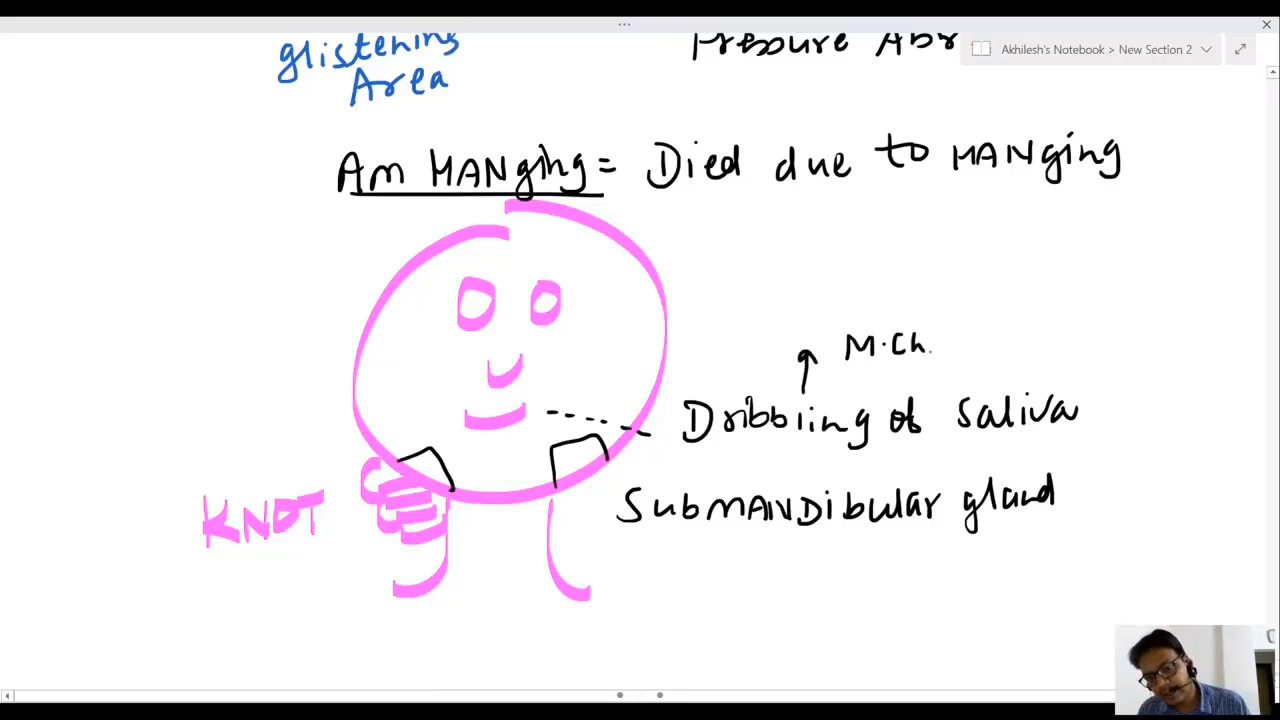 Akhilesh's Notebook > New Section 2
glistening
Area
Pressure Abr
Am HANging = Died due to HANging
M.Ch.
Dribbling of Saliva
SubmANDibular gland
KNOT